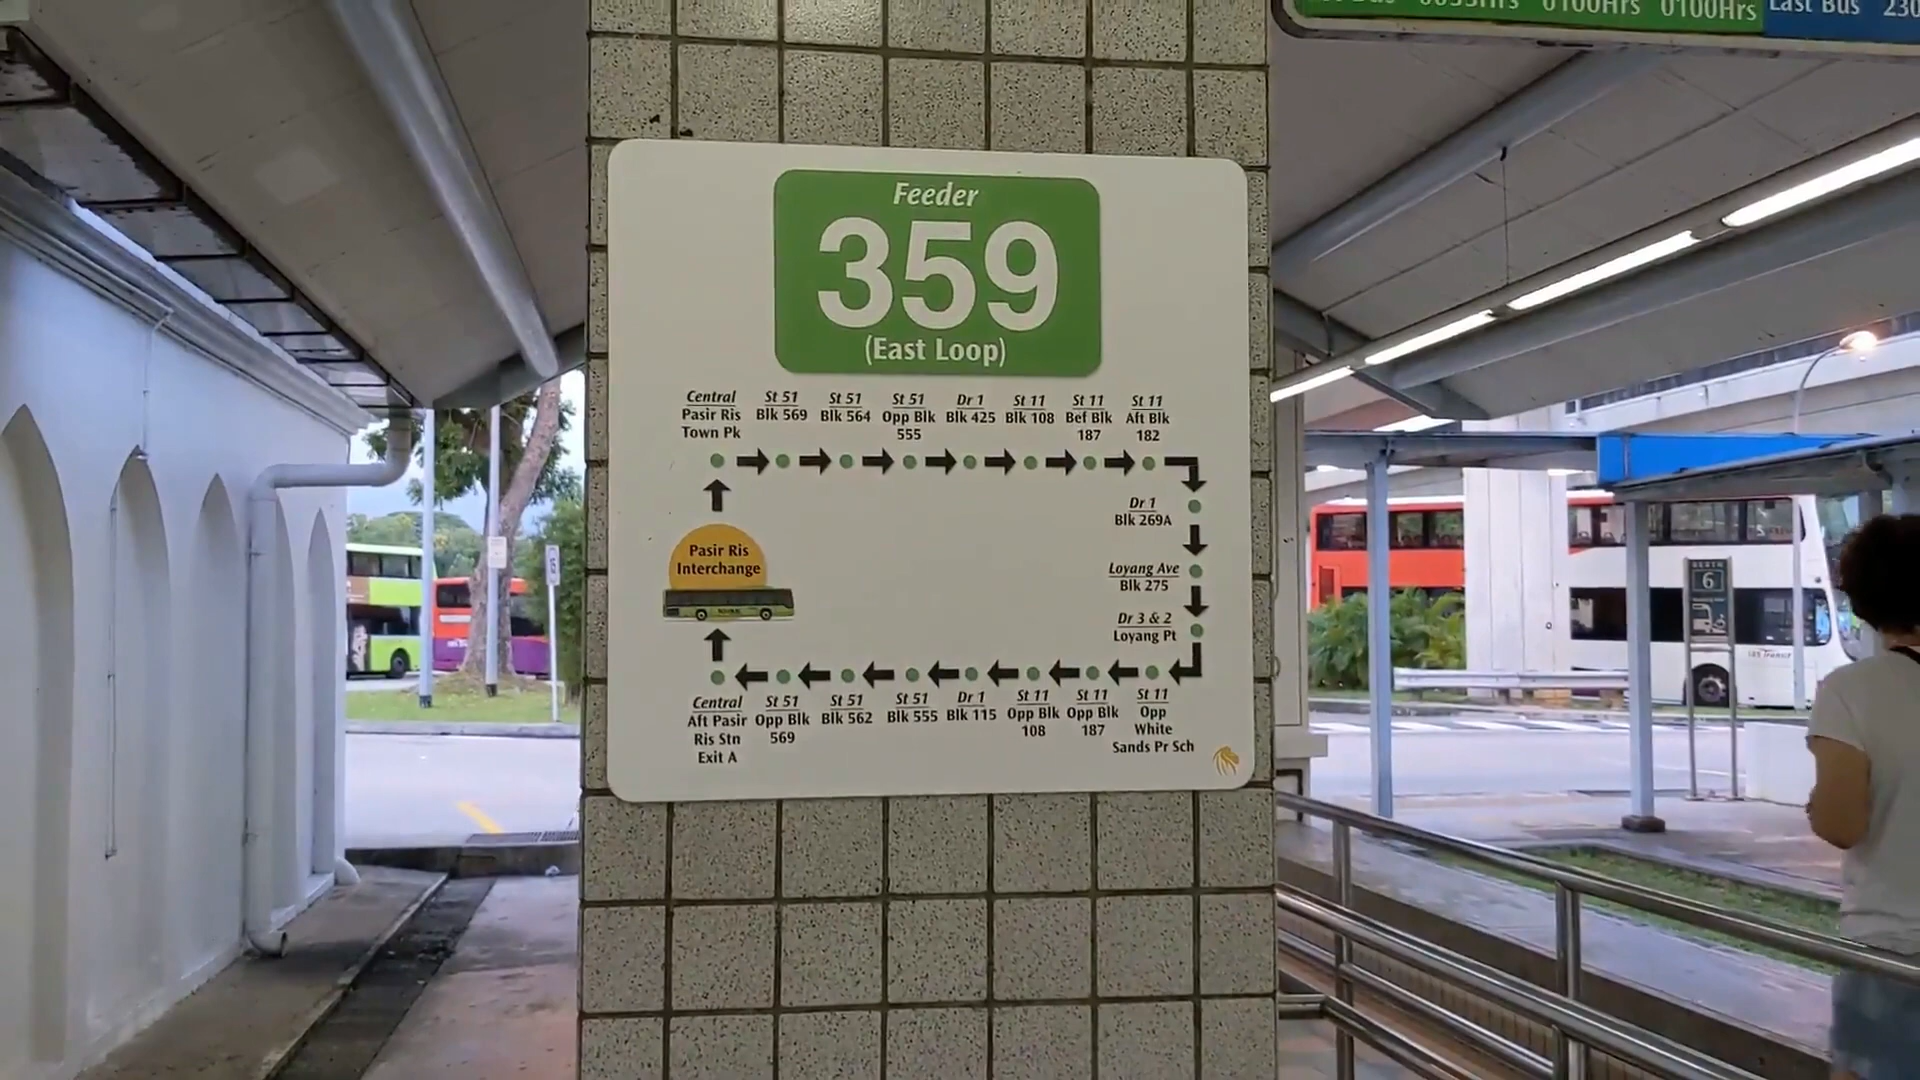 0100Hrs 0100Hrs Last Bus 230
Feeder
359
(East Loop)
Central
Pasir Ris
Town Pk
St 51
Blk 569
St 51
Blk 564
St 51
Opp Blk
555
Dr 1
Blk 425
St 11
Blk 108
St 11
Bef Blk
187
St 11
Aft Blk
182
Dr 1
Blk 269A
Loyang Ave
Blk 275
Dr 3 & 2
Loyang Pt
Pasir Ris
Interchange
Central
Aft Pasir
Ris Stn
Exit A
St 51
Opp Blk
569
St 51
Blk 562
St 51
Blk 555
Dr 1
Blk 115
St 11
Opp Blk
108
St 11
Opp Blk
187
St 11
Opp
White
Sands Pr Sch
BERTH
6